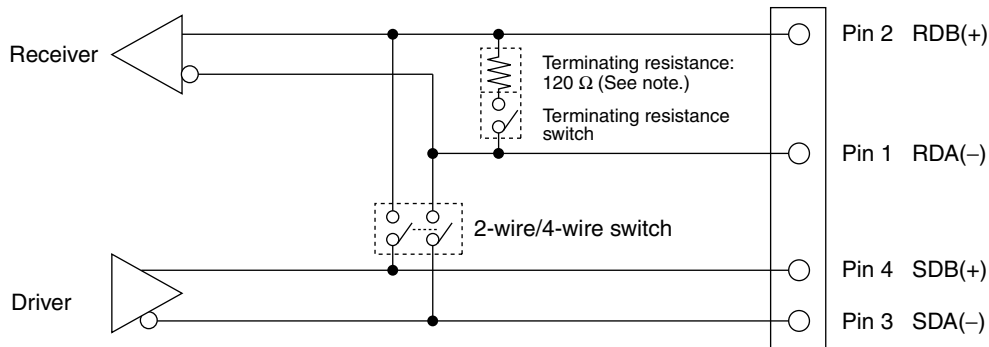 Receiver
Terminating resistance:
120 Ω (See note.)
Terminating resistance
switch
Pin 2 RDB(+)
Pin 1 RDA(−)
2-wire/4-wire switch
Driver
Pin 4 SDB(+)
Pin 3 SDA(−)